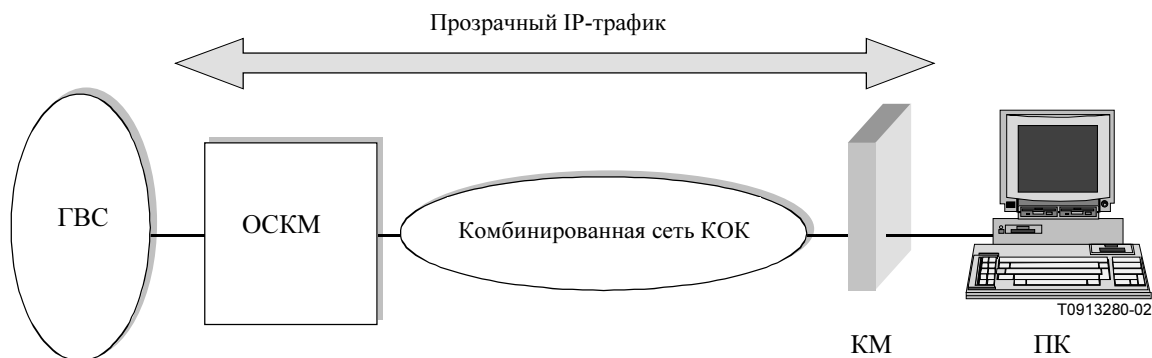 Прозрачный IP-трафик
ГВС
ОСКМ
Комбинированная сеть КОК
T0913280-02
КМ
ПК